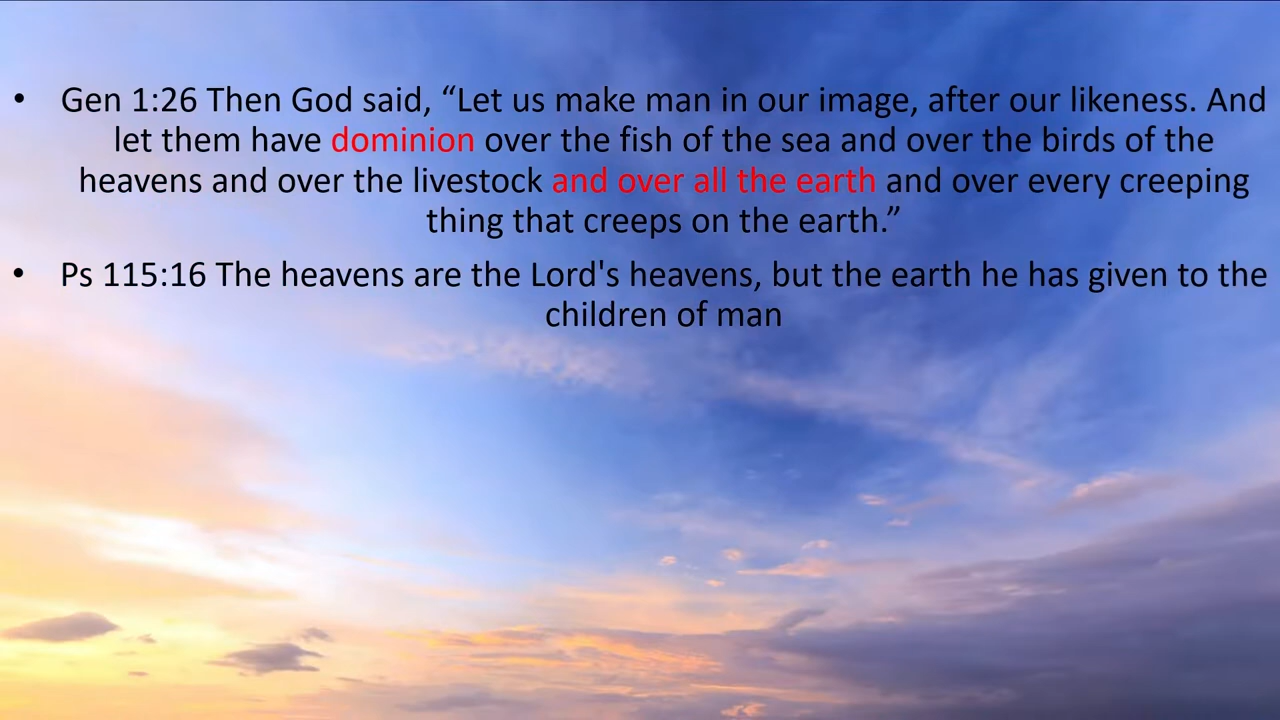 • Gen 1:26 Then God said, “Let us make man in our image, after our likeness. And
let them have dominion over the fish of the sea and over the birds of the
heavens and over the livestock and over all the earth and over every creeping
thing that creeps on the earth.”
• Ps 115:16 The heavens are the Lord's heavens, but the earth he has given to the
children of man